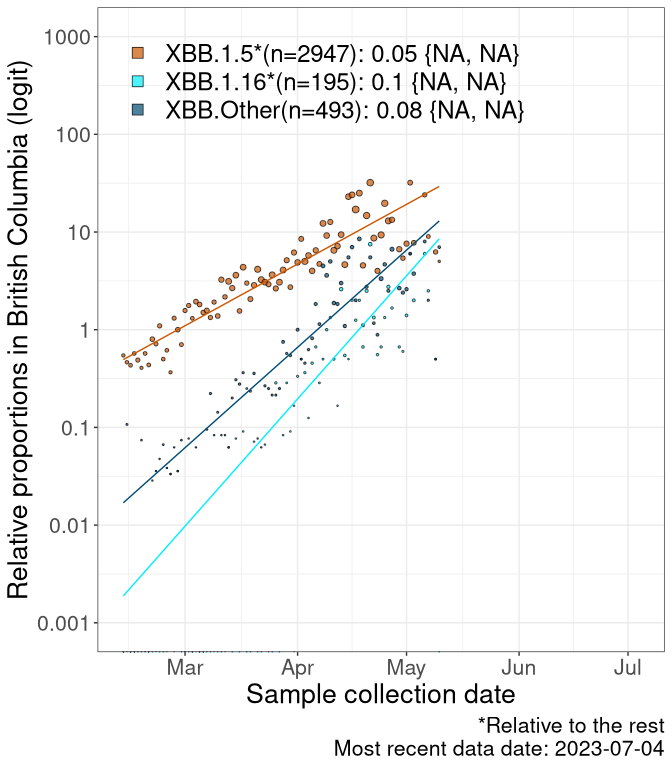 XBB.1.5*(n=2947): 0.05 {NA, NA}
XBB.1.16*(n=195): 0.1 {NA, NA}
XBB.Other(n=493): 0.08 {NA, NA}
Relative proportions in British Columbia (logit)
1000
100
10
1
0.1
0.01
0.001
Mar Apr May Jun Jul
Sample collection date
*Relative to the rest
Most recent data date: 2023-07-04